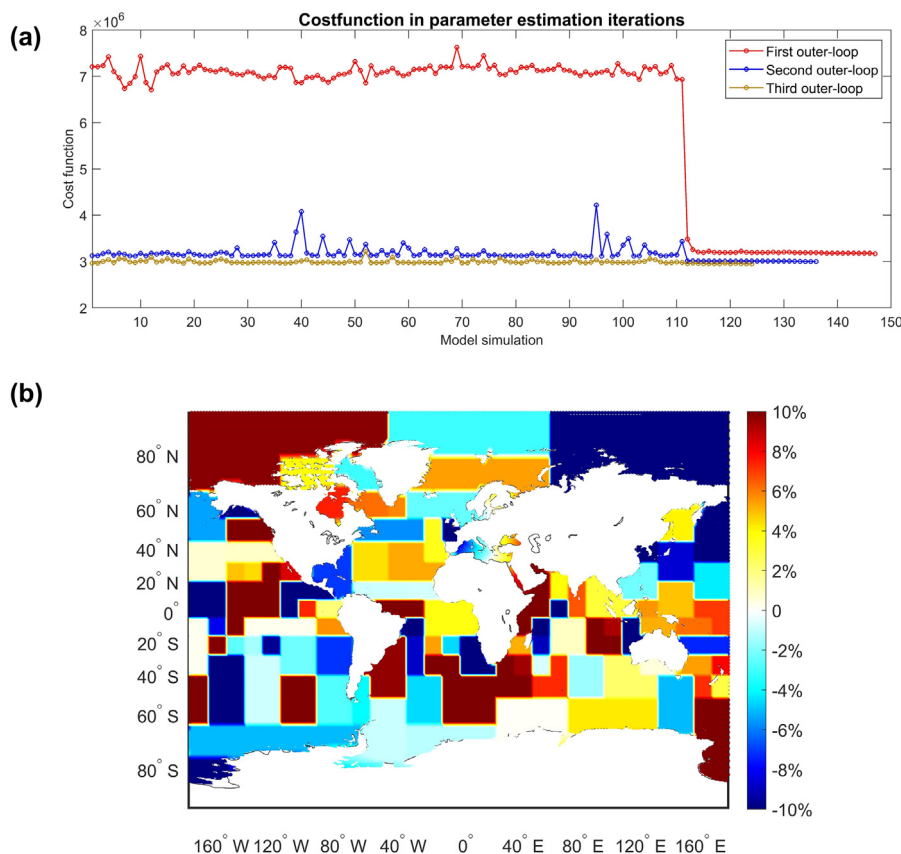 (a)
Costfunction in parameter estimation iterations
×10⁶
8
7
6
5
4
3
2
Cost function
First outer-loop
Second outer-loop
Third outer-loop
10 20 30 40 50 60 70 80 90 100 110 120 130 140 150
Model simulation
(b)
80° N
60° N
40° N
20° N
0°
20° S
40° S
60° S
80° S
160° W 120° W 80° W 40° W 0° 40° E 80° E 120° E 160° E
10%
8%
6%
4%
2%
0
-2%
-4%
-6%
-8%
-10%